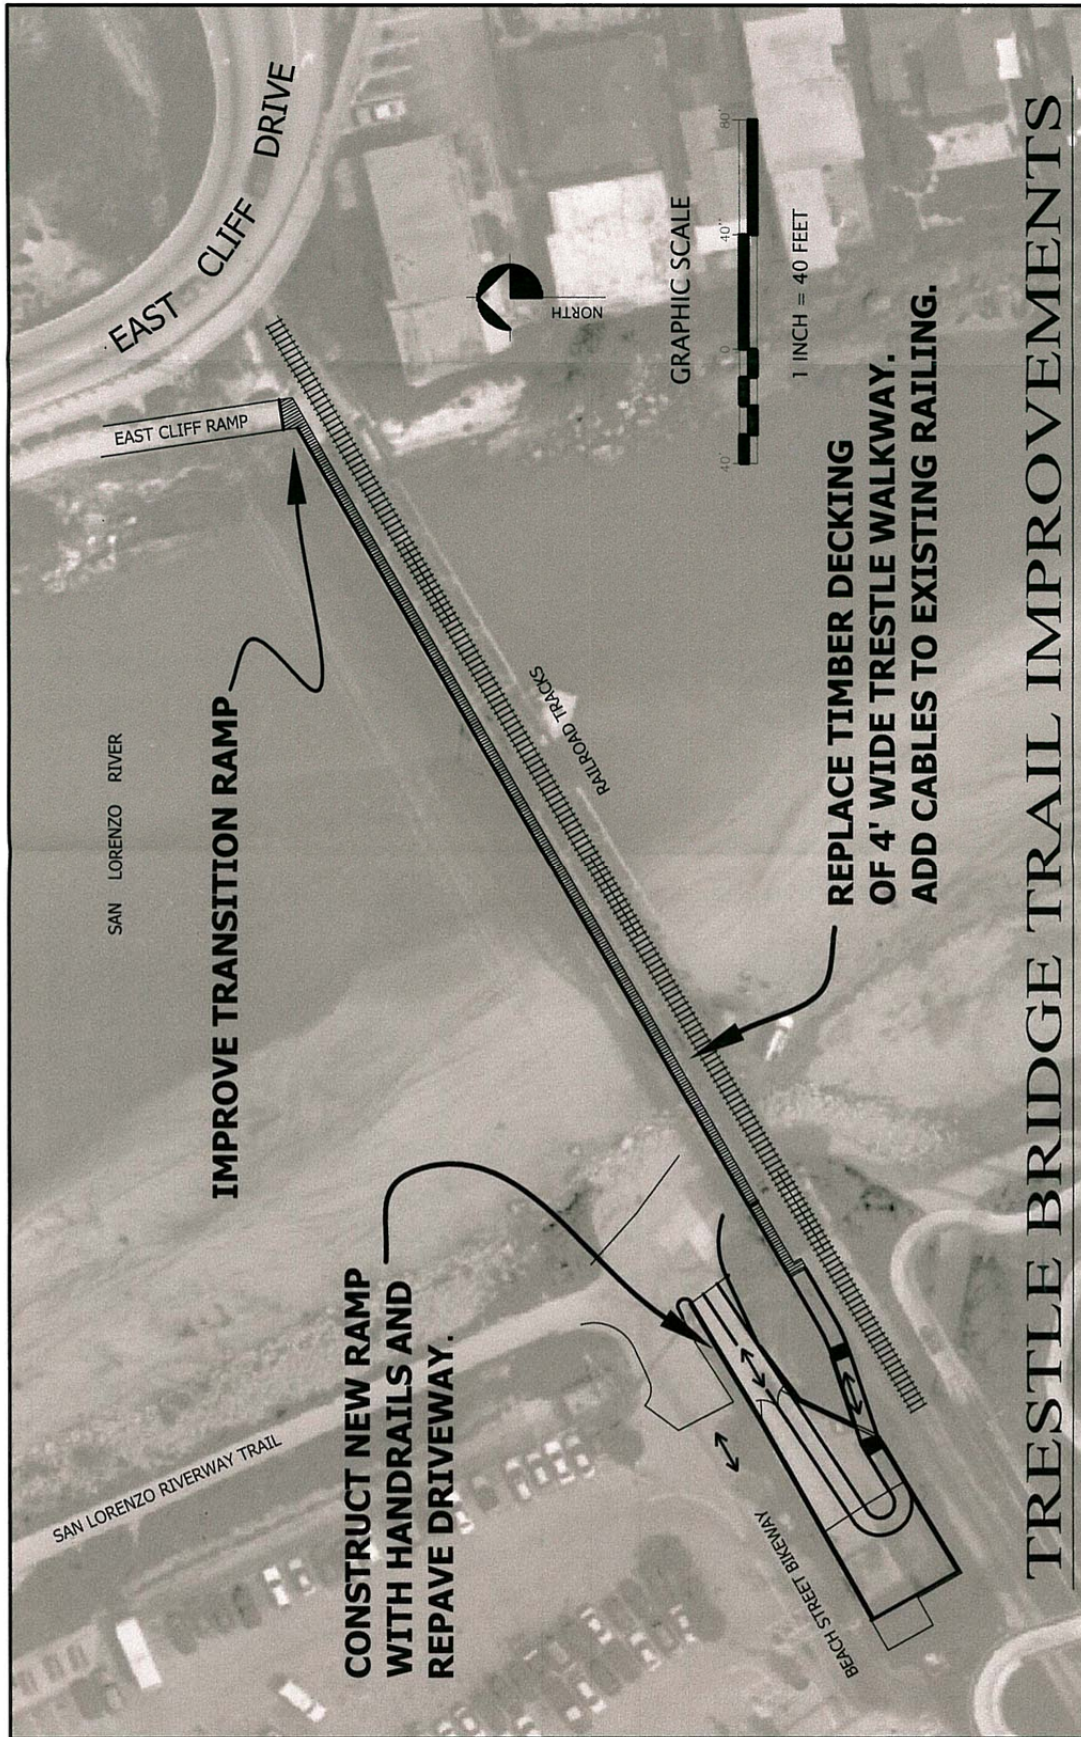 SAN LORENZO RIVER
EAST CLIFF DRIVE
EAST CLIFF RAMP
IMPROVE TRANSITION RAMP
SAN LORENZO RIVERWAY TRAIL
CONSTRUCT NEW RAMP
WITH HANDRAILS AND
REPAVE DRIVEWAY.
RAILROAD TRACKS
NORTH
GRAPHIC SCALE
40' 0 40' 80'
1 INCH = 40 FEET
BEACH STREET BIKEWAY
REPLACE TIMBER DECKING
OF 4' WIDE TRESTLE WALKWAY.
ADD CABLES TO EXISTING RAILING.
TRESTLE BRIDGE TRAIL IMPROVEMENTS